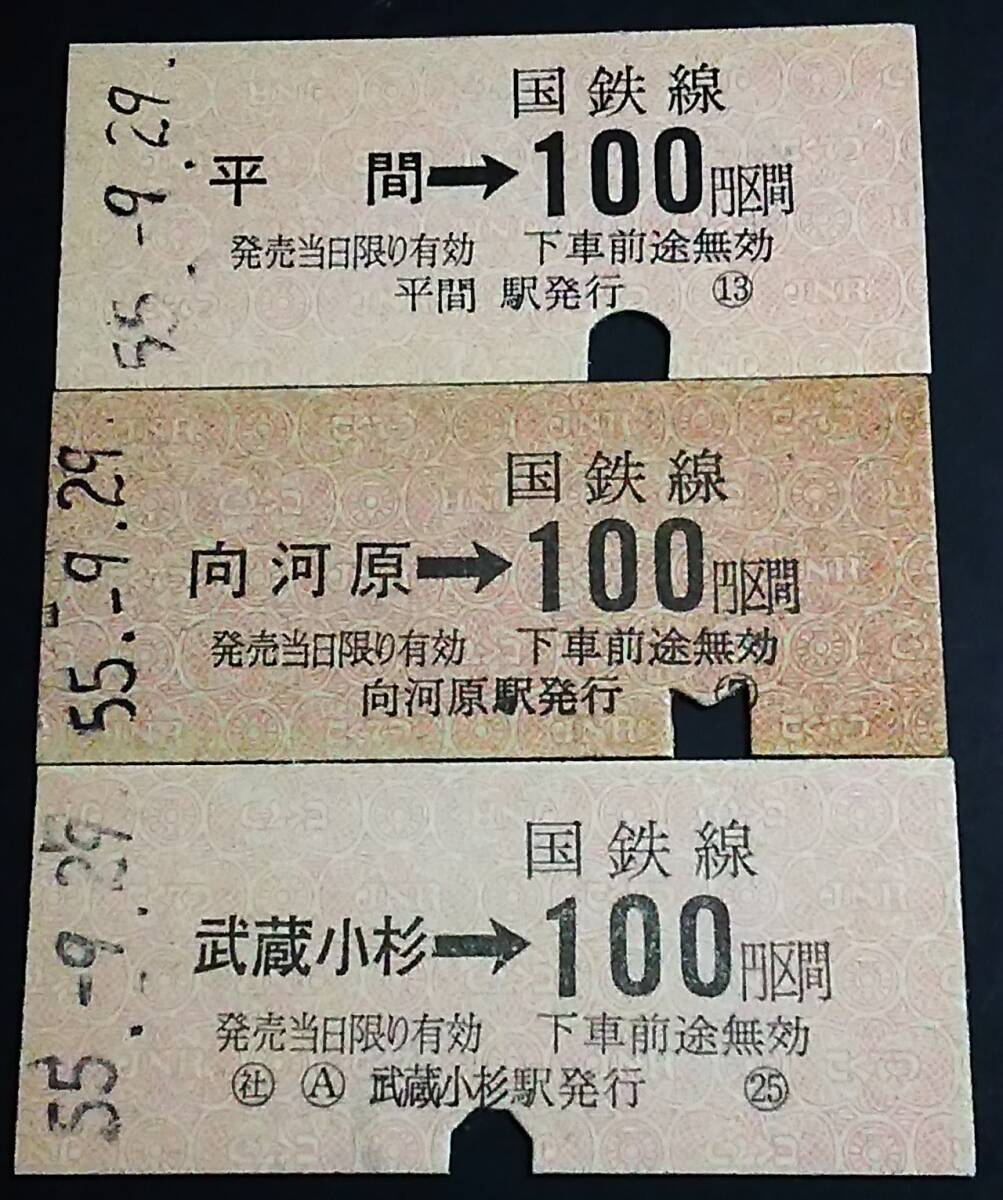 55.-9.29.
国鉄線
平間→100円区間
発売当日限り有効 下車前途無効
平間 駅発行 ⑬
55.-9.29
国鉄線
向河原→100円区間
発売当日限り有効 下車前途無効
向河原駅発行
55.-9.29
国鉄線
武蔵小杉→100円区間
発売当日限り有効 下車前途無効
㊓ Ⓐ 武蔵小杉駅発行 ㉕